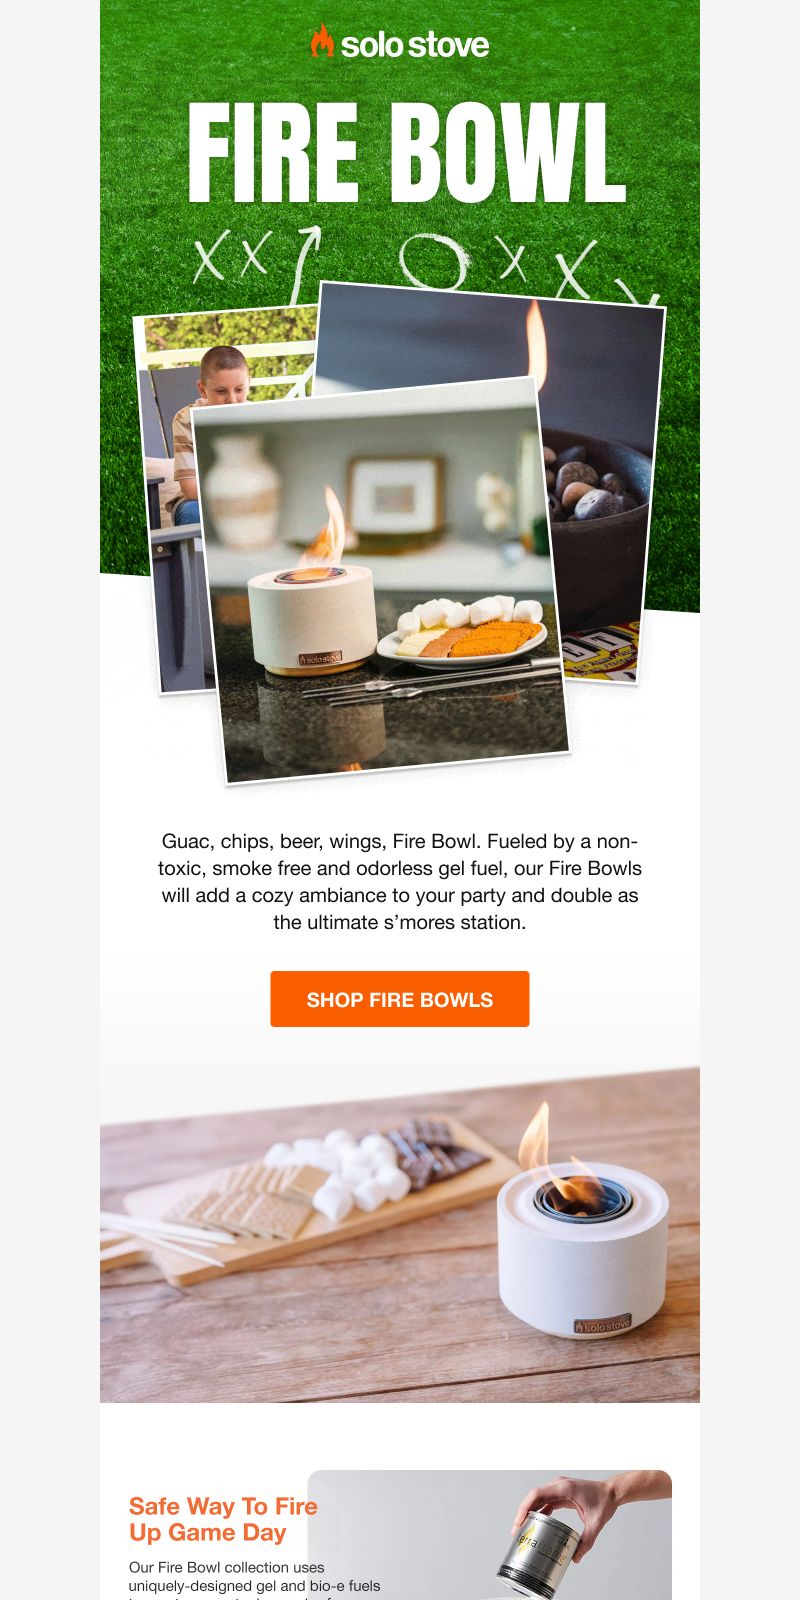 solo stove
FIRE BOWL
solo stove
Guac, chips, beer, wings, Fire Bowl. Fueled by a non-
toxic, smoke free and odorless gel fuel, our Fire Bowls
will add a cozy ambiance to your party and double as
the ultimate s’mores station.
SHOP FIRE BOWLS
solo stove
Safe Way To Fire
Up Game Day
terraflame
Our Fire Bowl collection uses
uniquely-designed gel and bio-e fuels